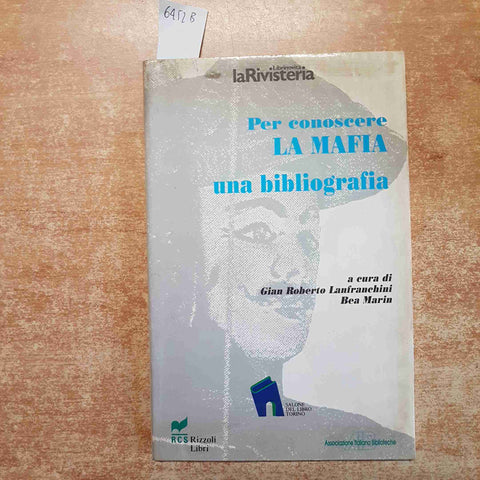 6452 B
•Librinovità•
laRivisteria
Per conoscere
LA MAFIA
una bibliografia
a cura di
Gian Roberto Lanfranchini
Bea Marin
SALONE
DEL LIBRO
TORINO
RCS Rizzoli
Libri
Associazione Italiana Biblioteche